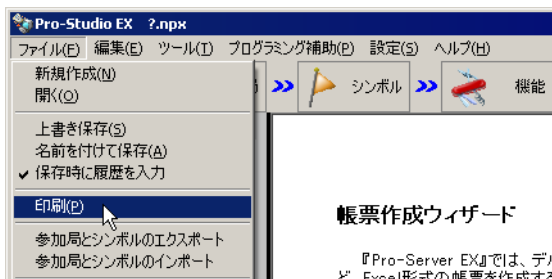 Pro-Studio EX　?.npx
ファイル(F) 編集(E) ツール(T) プログラミング補助(P) 設定(S) ヘルプ(H)
新規作成(N)
開く(O)
シンボル 機能
上書き保存(S)
名前を付けて保存(A)
保存時に履歴を入力
印刷(P)
帳票作成ウィザード
参加局とシンボルのエクスポート
参加局とシンボルのインポート
『Pro-Server EX』では、デバ
ど、Excel形式の帳票を作成する